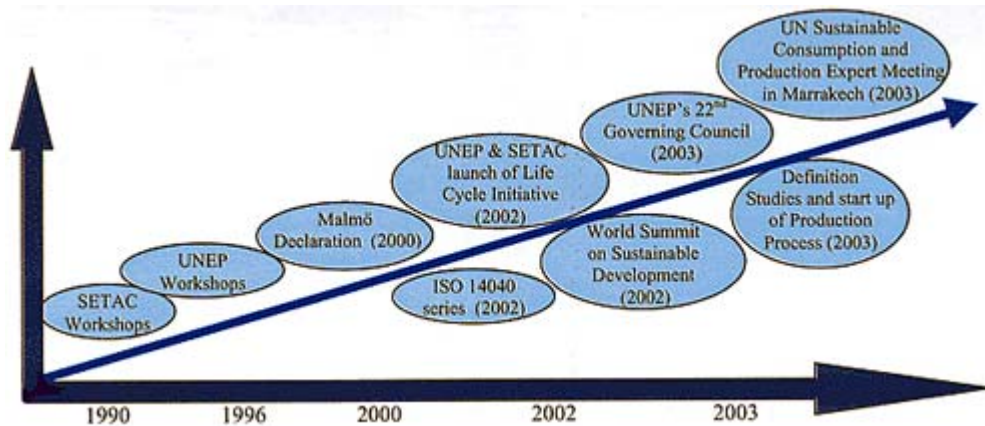 UN Sustainable
Consumption and
Production Expert Meeting
in Marrakech (2003)
UNEP's 22nd
Governing Council
(2003)
UNEP & SETAC
launch of Life
Cycle Initiative
(2002)
Definition
Studies and start up
of Production
Process (2003)
Malmö
Declaration (2000)
World Summit
on Sustainable
Development
(2002)
UNEP
Workshops
ISO 14040
series (2002)
SETAC
Workshops
1990 1996 2000 2002 2003